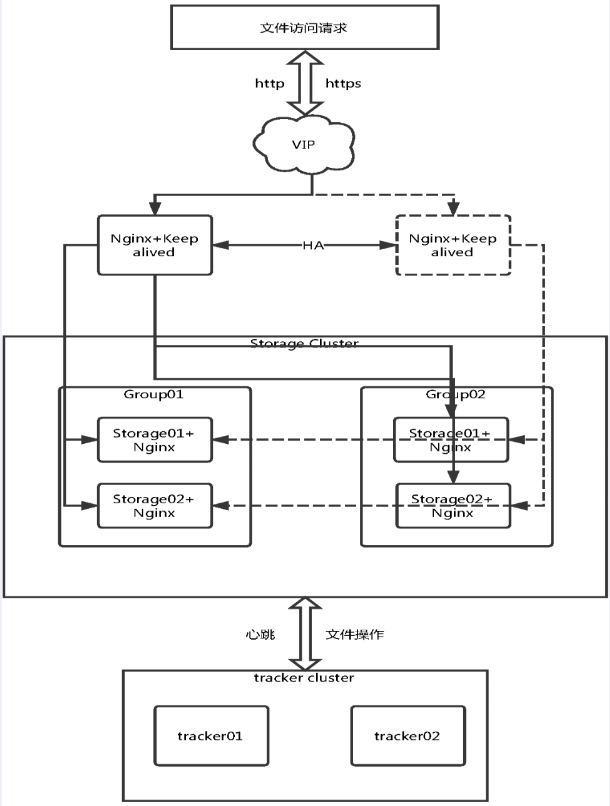 文件访问请求
http
https
VIP
Nginx+Keep
alived
HA
Nginx+Keep
alived
Storage Cluster
Group01
Group02
Storage01+
Nginx
Storage01+
Nginx
Storage02+
Nginx
Storage02+
Nginx
心跳
文件操作
tracker cluster
tracker01
tracker02